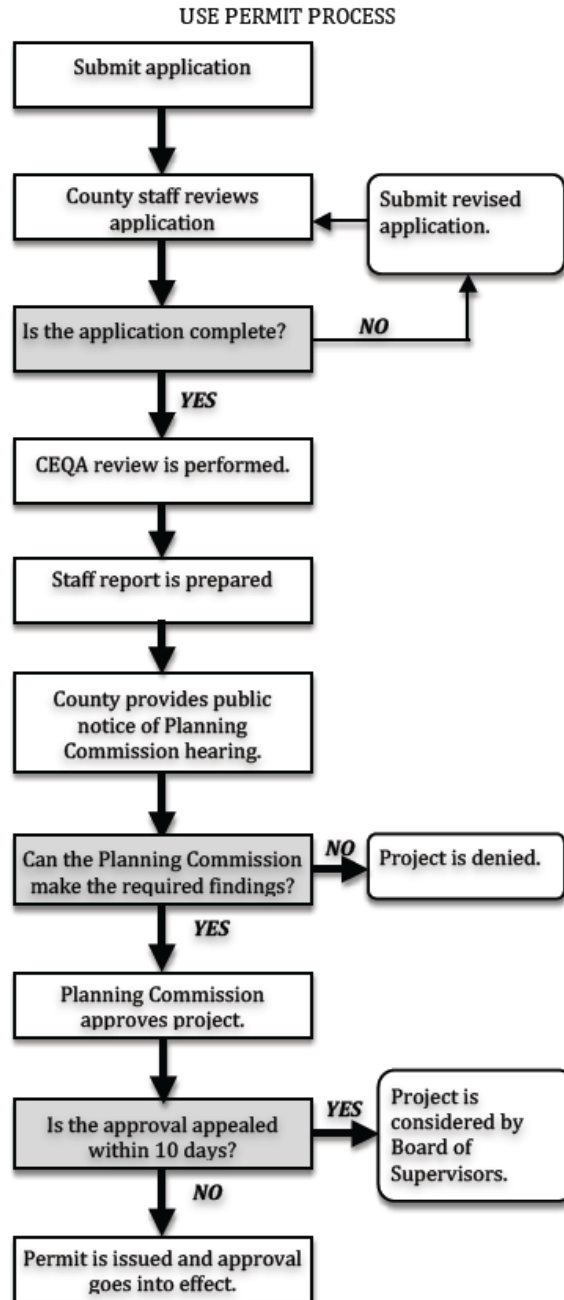 USE PERMIT PROCESS
Submit application
County staff reviews
application
Submit revised
application.
Is the application complete?
NO
YES
CEQA review is performed.
Staff report is prepared
County provides public
notice of Planning
Commission hearing.
Can the Planning Commission
make the required findings?
NO
Project is denied.
YES
Planning Commission
approves project.
Is the approval appealed
within 10 days?
YES
Project is
considered by
Board of
Supervisors.
NO
Permit is issued and approval
goes into effect.